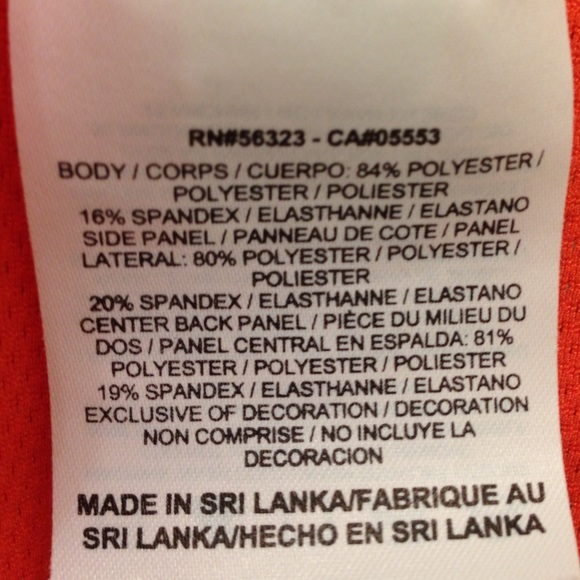 RN#56323 - CA#05553
BODY / CORPS / CUERPO: 84% POLYESTER /
POLYESTER / POLIESTER
16% SPANDEX / ELASTHANNE / ELASTANO
SIDE PANEL / PANNEAU DE COTE / PANEL
LATERAL: 80% POLYESTER / POLYESTER /
POLIESTER
20% SPANDEX / ELASTHANNE / ELASTANO
CENTER BACK PANEL / PIÈCE DU MILIEU DU
DOS / PANEL CENTRAL EN ESPALDA: 81%
POLYESTER / POLYESTER / POLIESTER
19% SPANDEX / ELASTHANNE / ELASTANO
EXCLUSIVE OF DECORATION / DECORATION
NON COMPRISE / NO INCLUYE LA
DECORACION
MADE IN SRI LANKA/FABRIQUE AU
SRI LANKA/HECHO EN SRI LANKA